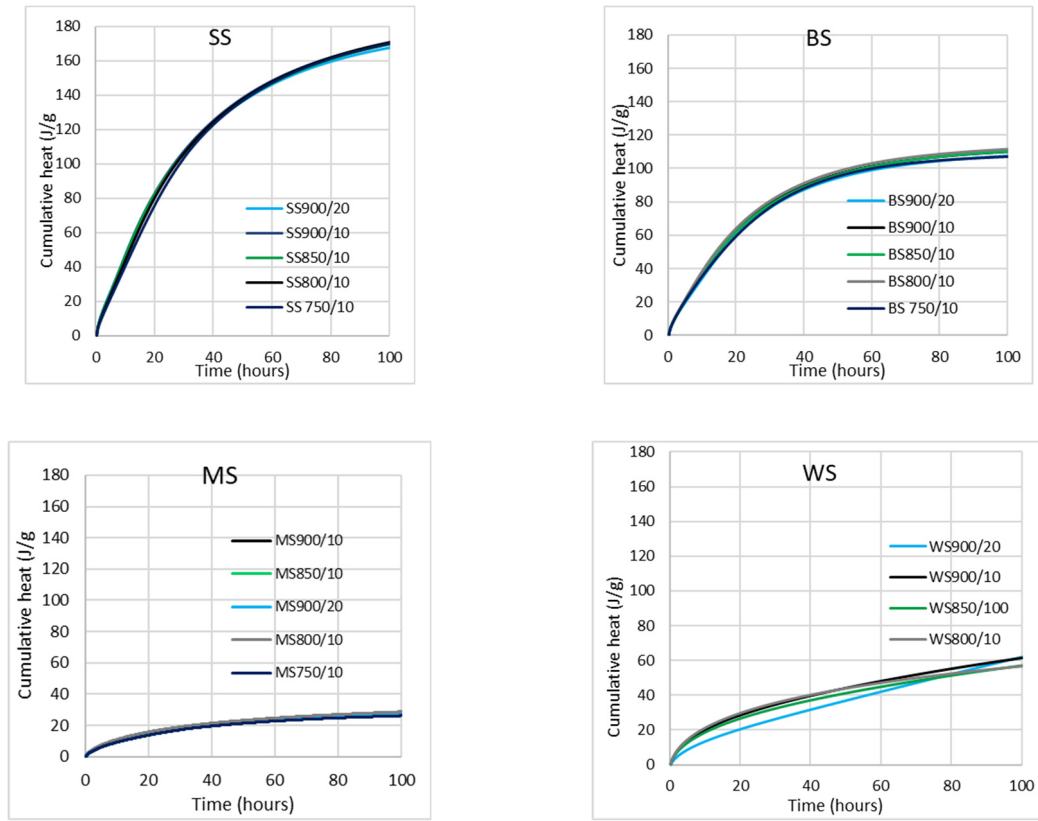 SS
180
160
140
120
100
80
60
40
20
0
Cumulative heat (J/g
SS900/20
SS900/10
SS850/10
SS800/10
SS 750/10
0 20 40 60 80 100
Time (hours)
BS
180
160
140
120
100
80
60
40
20
0
Cumulative heat (J/g)
BS900/20
BS900/10
BS850/10
BS800/10
BS 750/10
0 20 40 60 80 100
Time (hours)
MS
180
160
140
120
100
80
60
40
20
0
Cumulative heat (J/g
MS900/10
MS850/10
MS900/20
MS800/10
MS750/10
0 20 40 60 80 100
Time (hours)
WS
180
160
140
120
100
80
60
40
20
0
Cumulative heat (J/g)
WS900/20
WS900/10
WS850/100
WS800/10
0 20 40 60 80 100
Time (hours)